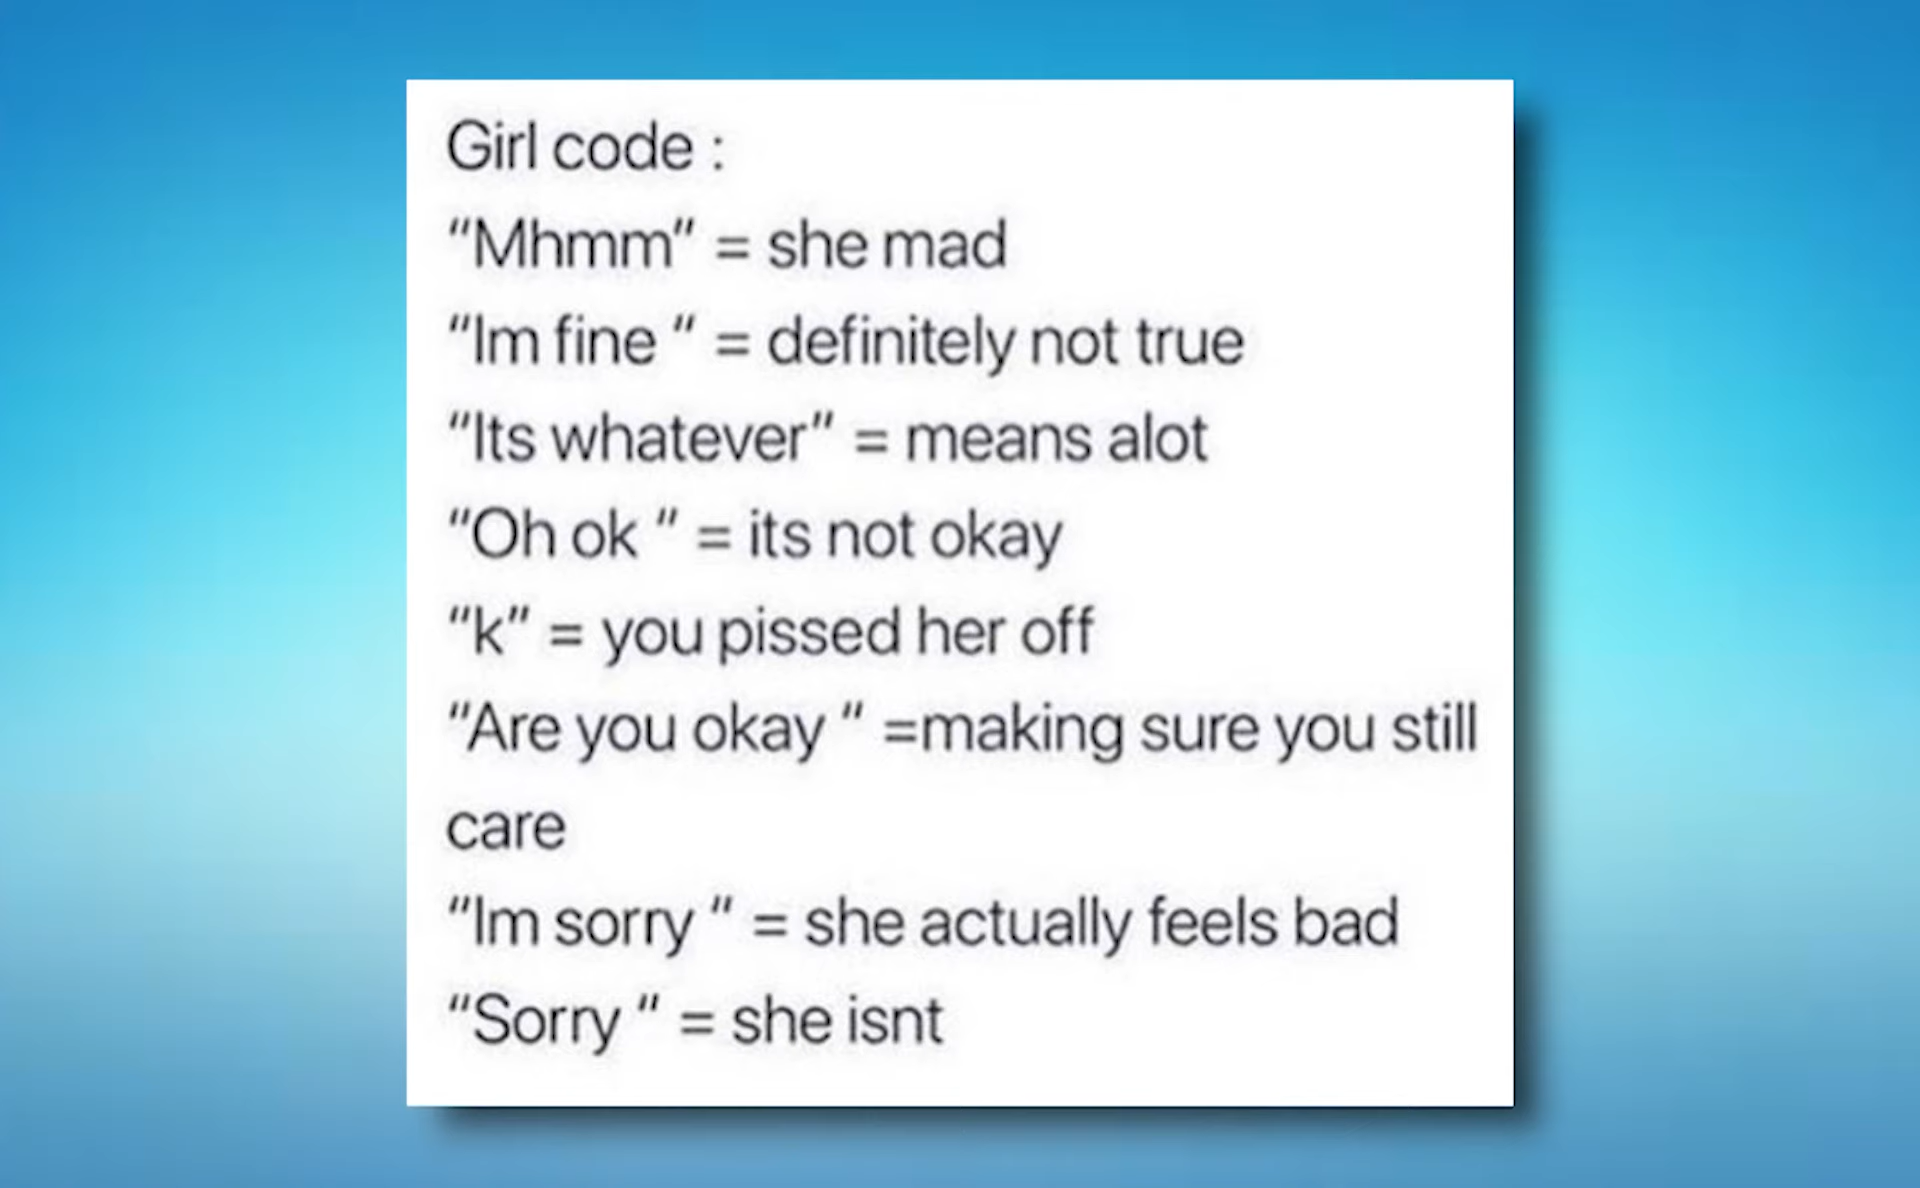 Girl code :
“Mhmm” = she mad
“Im fine “ = definitely not true
“Its whatever” = means alot
“Oh ok “ = its not okay
“k” = you pissed her off
“Are you okay “ =making sure you still
care
“Im sorry “ = she actually feels bad
“Sorry “ = she isnt